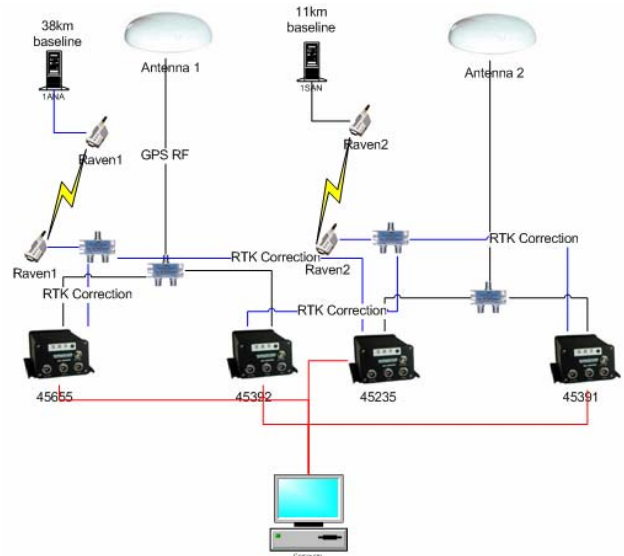 38km
baseline
11km
baseline
1ANA
Antenna 1
1SAN
Antenna 2
Raven1
Raven2
GPS RF
Raven1
RTK Correction
Raven2
RTK Correction
RTK Correction
RTK Correction
45655
45392
45235
45391